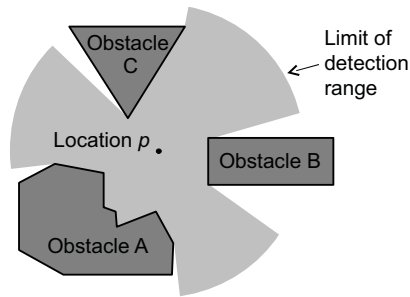 Obstacle
C
Limit of
detection
range
Location p
Obstacle B
Obstacle A